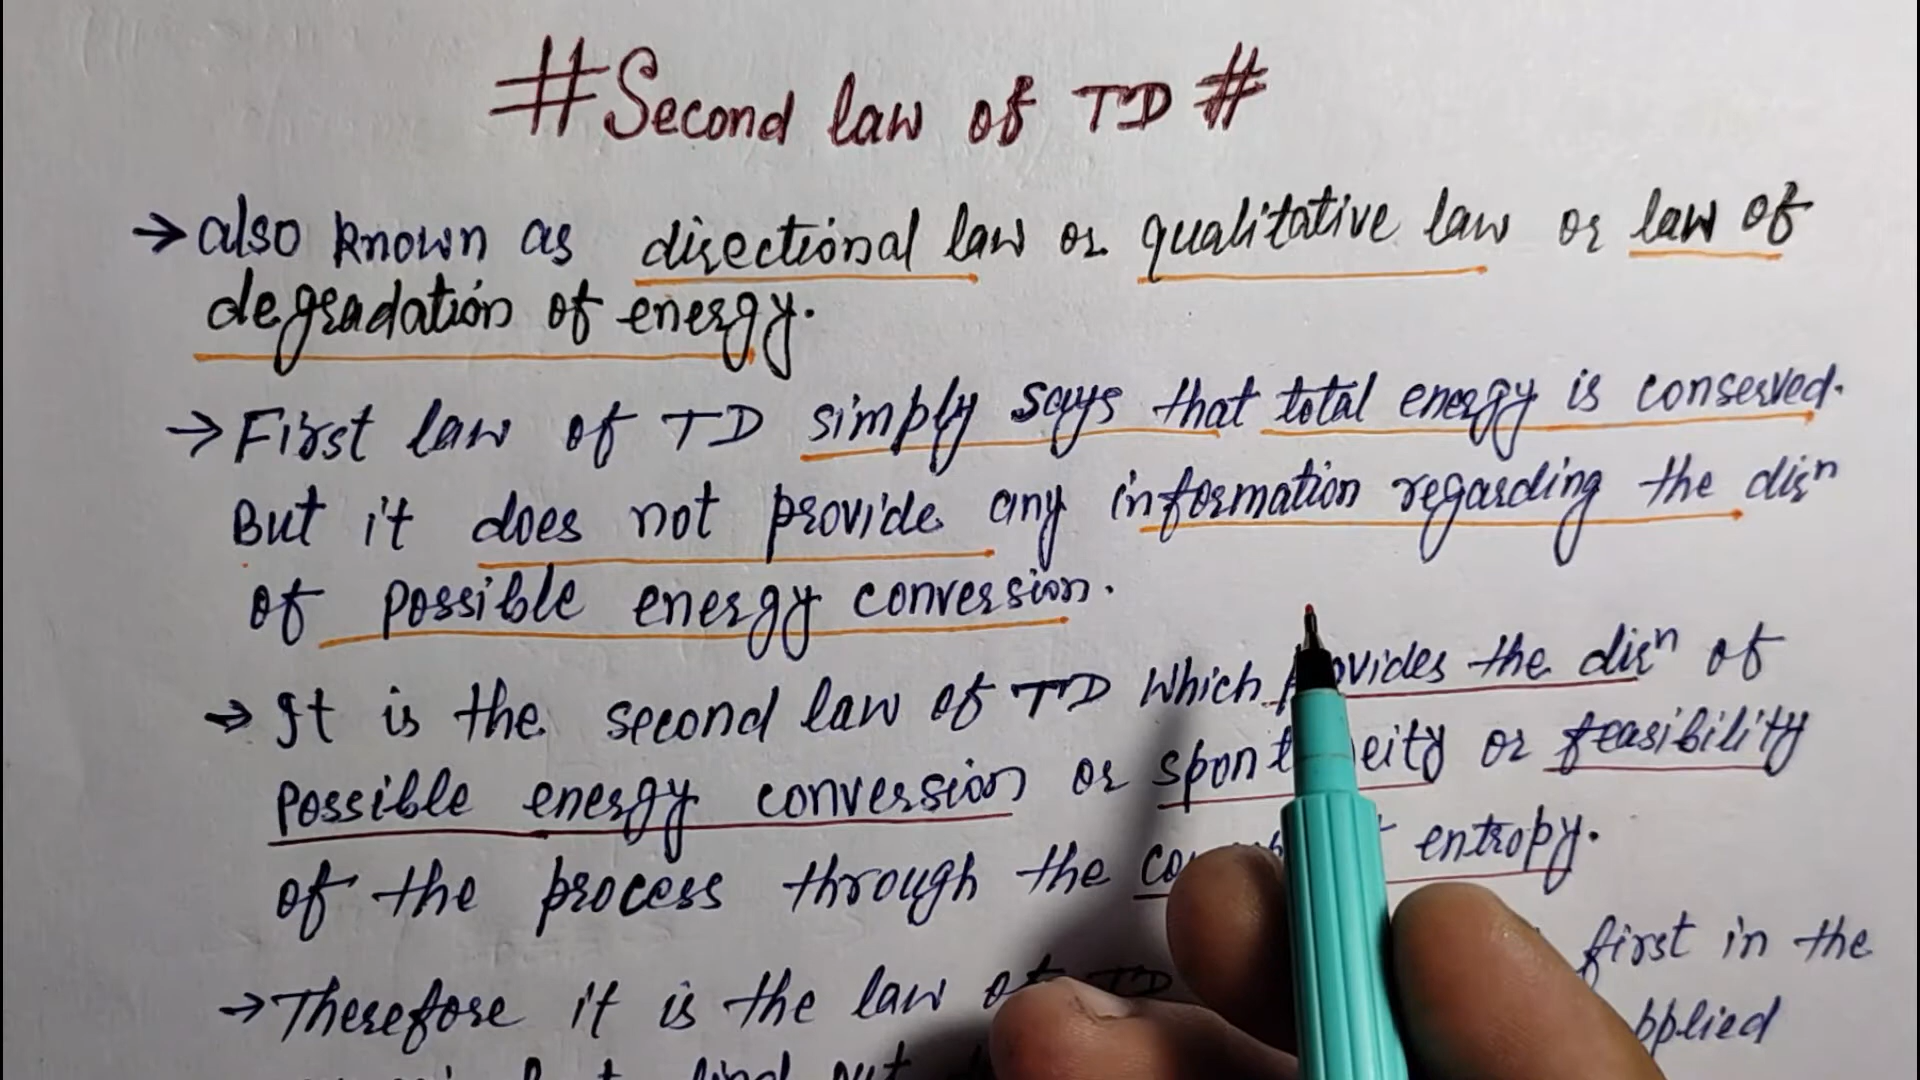 #Second law of TD#
→ also known as directional law or qualitative law or law of
degradation of energy.
→ First law of TD simply says that total energy is conserved.
But it does not provide any information regarding the dirⁿ
of possible energy conversion.
→ It is the second law of TD which provides the dirⁿ of
possible energy conversion or spontaneity or feasibility
of the process through the entropy.
→ Therefore it is the law of TD first in the
find out